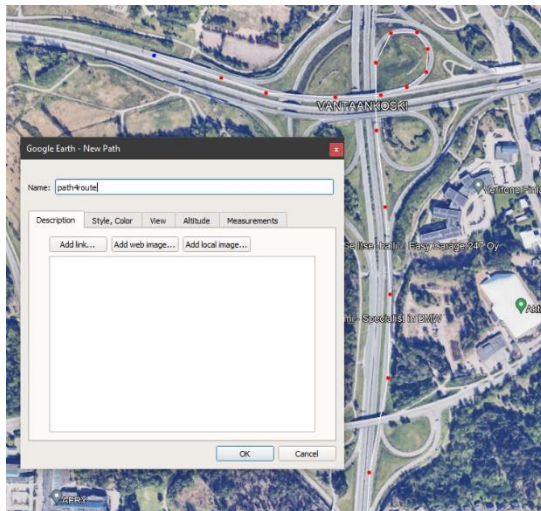 VANTAANKOSKI
Google Earth - New Path
x
Name: path4route
Description Style, Color View Altitude Measurements
Add link... Add web image... Add local image...
OK Cancel
Specialist in BMW
AFRY